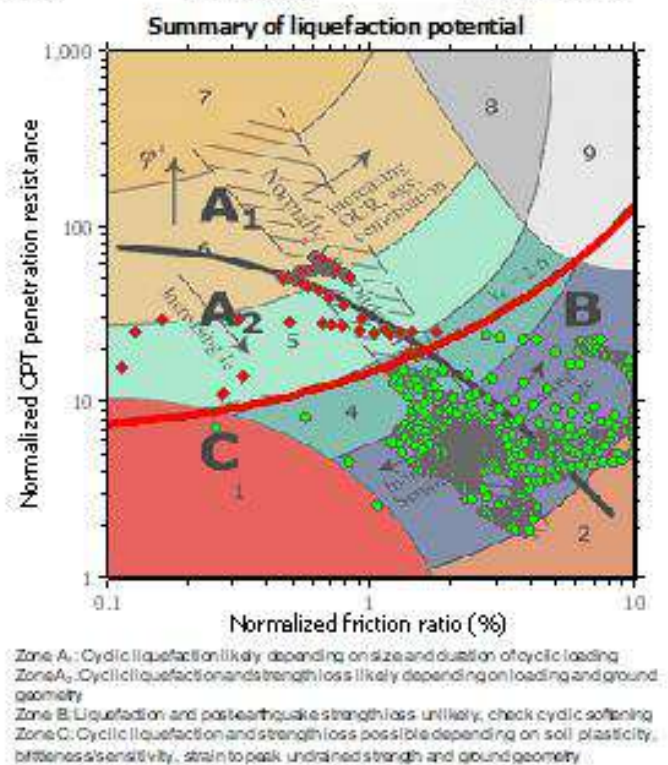 Summary of liquefaction potential
Normalized CPT penetration resistance
1,000
100
10
1
7
8
9
φ'
A1
increasing
OCR, age
cementation
6
A2
B
5
Increasing Ic
4
C
1
2
0.1
1
10
Normalized friction ratio (%)
Zone A₁: Cyclic liquefaction likely depending on size and duration of cyclic loading
Zone A₂: Cyclic liquefaction and strength loss likely depending on loading and ground
geometry
Zone B: Liquefaction and post-earthquake strength loss unlikely, check cyclic softening
Zone C: Cyclic liquefaction and strength loss possible depending on soil plasticity,
brittleness/sensitivity, strain to peak undrained strength and ground geometry